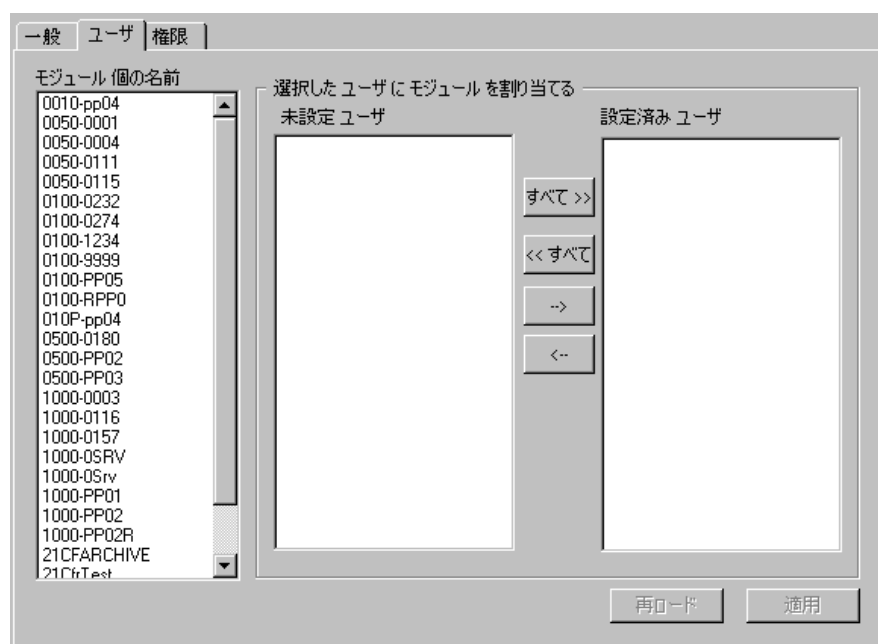 一般 ユーザ 権限
モジュール 個の名前
0010-pp04
0050-0001
0050-0004
0050-0111
0050-0115
0100-0232
0100-0274
0100-1234
0100-9999
0100-PP05
0100-RPP0
010P-pp04
0500-0180
0500-PP02
0500-PP03
1000-0003
1000-0116
1000-0157
1000-0SRV
1000-0Srv
1000-PP01
1000-PP02
1000-PP02R
21CFARCHIVE
21CfrTest
選択した ユーザ に モジュール を割り当てる
未設定 ユーザ
設定済み ユーザ
すべて >>
<< すべて
-->
<--
再ロード 適用